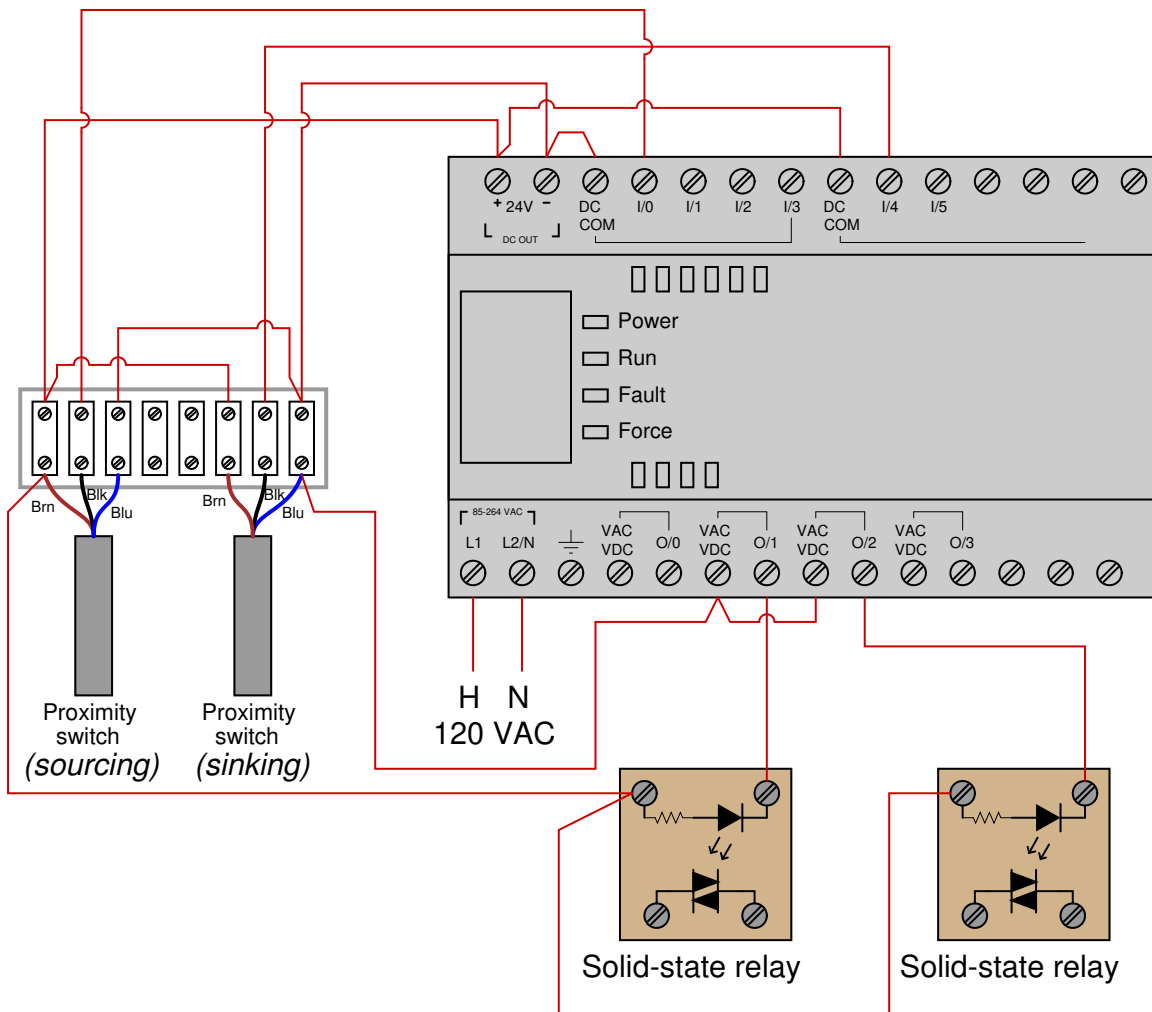 + 24V −
DC OUT
DC
COM
I/0
I/1
I/2
I/3
DC
COM
I/4
I/5
Power
Run
Fault
Force
85-264 VAC
L1
L2/N
VAC
VDC
O/0
VAC
VDC
O/1
VAC
VDC
O/2
VAC
VDC
O/3
Brn
Blk
Blu
Brn
Blk
Blu
Proximity
switch
(sourcing)
Proximity
switch
(sinking)
H N
120 VAC
Solid-state relay
Solid-state relay